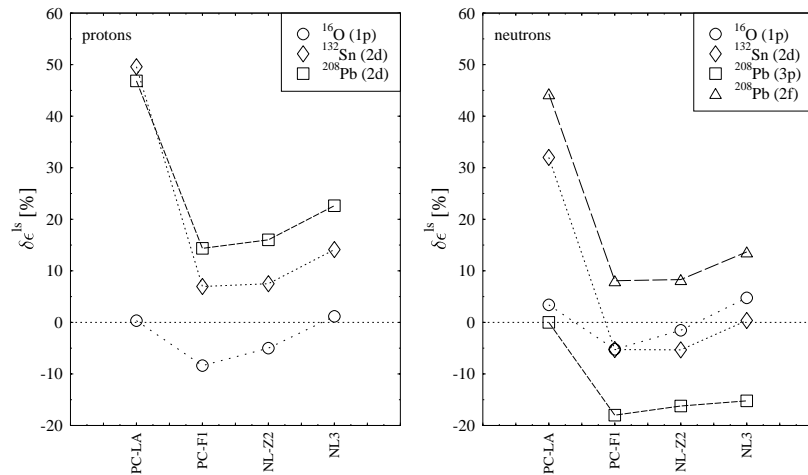 protons
16O (1p)
132Sn (2d)
208Pb (2d)
60
50
40
30
20
10
0
-10
-20
δϵ^ls [%]
PC-LA
PC-F1
NL-Z2
NL3
neutrons
16O (1p)
132Sn (2d)
208Pb (3p)
208Pb (2f)
60
50
40
30
20
10
0
-10
-20
δϵ^ls [%]
PC-LA
PC-F1
NL-Z2
NL3